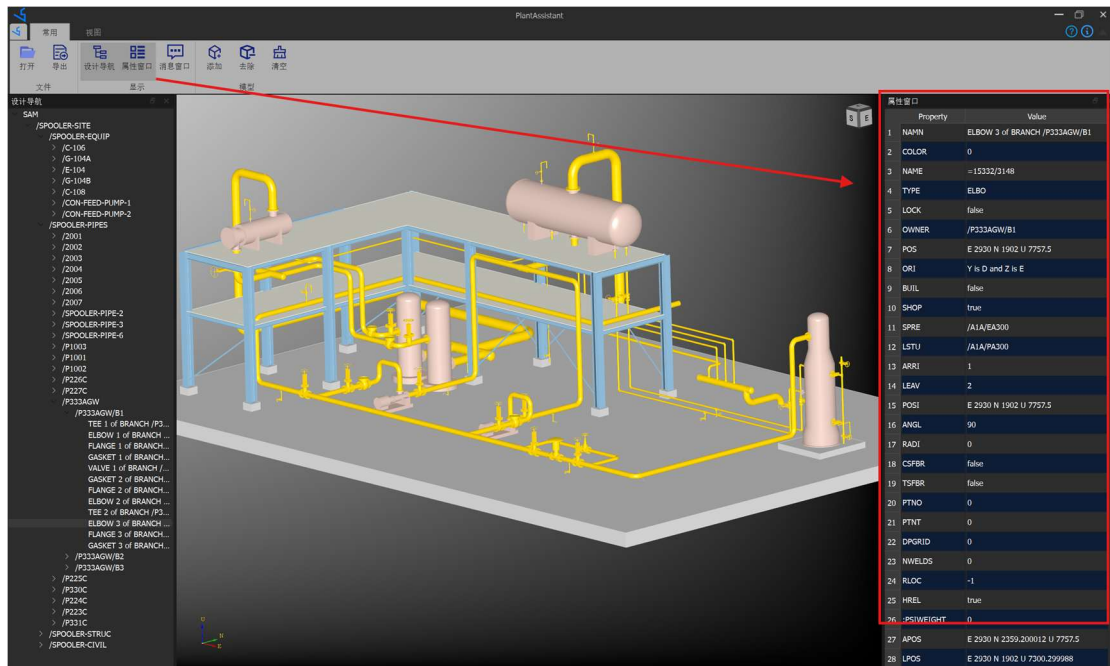 PlantAssistant
常用 视图
打开 导出 设计导航 属性窗口 消息窗口 添加 去除 清空
文件 显示 模型
设计导航
SAM
/SPOOLER-SITE
/SPOOLER-EQUIP
/C-106
/G-104A
/E-104
/G-104B
/C-108
/CON-FEED-PUMP-1
/CON-FEED-PUMP-2
/SPOOLER-PIPES
/2001
/2002
/2003
/2004
/2005
/2006
/2007
/SPOOLER-PIPE-2
/SPOOLER-PIPE-3
/SPOOLER-PIPE-6
/P1003
/P1001
/P1002
/P226C
/P227C
/P333AGW
/P333AGW/B1
TEE 1 of BRANCH /P3...
ELBOW 1 of BRANCH ...
FLANGE 1 of BRANCH...
GASKET 1 of BRANCH...
VALVE 1 of BRANCH /...
GASKET 2 of BRANCH...
FLANGE 2 of BRANCH...
ELBOW 2 of BRANCH ...
TEE 2 of BRANCH /P3...
ELBOW 3 of BRANCH ...
FLANGE 3 of BRANCH...
GASKET 3 of BRANCH...
/P333AGW/B2
/P333AGW/B3
/P225C
/P330C
/P224C
/P223C
/P331C
/SPOOLER-STRUC
/SPOOLER-CIVIL
S E
U
N
E
属性窗口
Property Value
1 NAMN ELBOW 3 of BRANCH /P333AGW/B1
2 COLOR 0
3 NAME =15332/3148
4 TYPE ELBO
5 LOCK false
6 OWNER /P333AGW/B1
7 POS E 2930 N 1902 U 7757.5
8 ORI Y is D and Z is E
9 BUIL false
10 SHOP true
11 SPRE /A1A/EA300
12 LSTU /A1A/PA300
13 ARRI 1
14 LEAV 2
15 POSI E 2930 N 1902 U 7757.5
16 ANGL 90
17 RADI 0
18 CSFBR false
19 TSFBR false
20 PTNO 0
21 PTNT 0
22 DPGRID 0
23 NWELDS 0
24 RLOC -1
25 HREL true
26 :PSIWEIGHT 0
27 APOS E 2930 N 2359.200012 U 7757.5
28 LPOS E 2930 N 1902 U 7300.299988